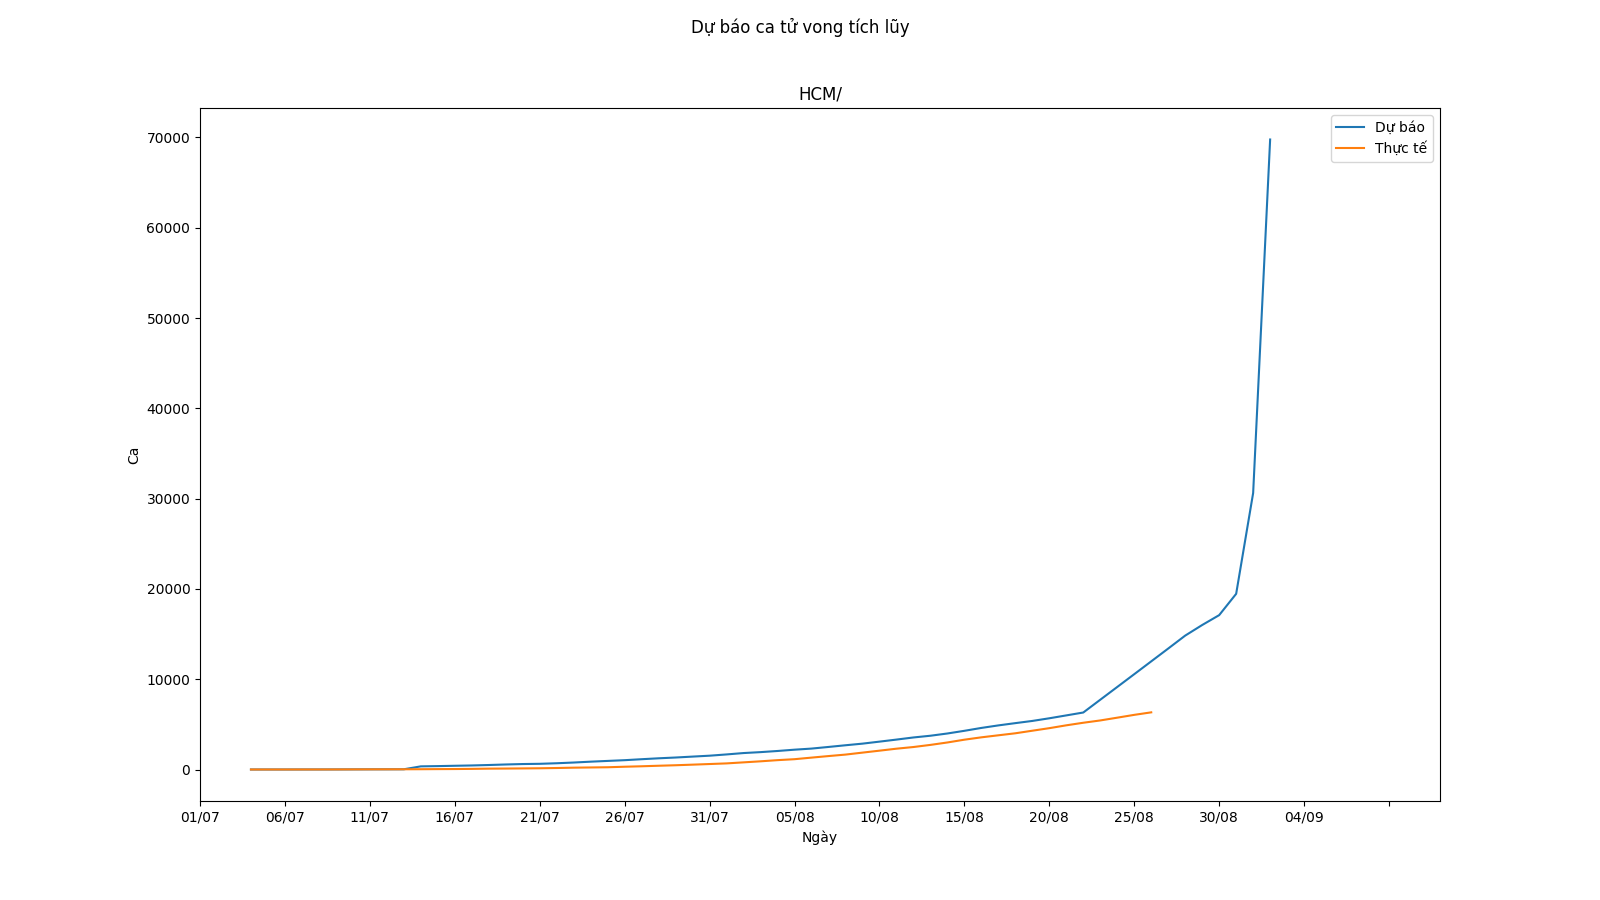 Dự báo ca tử vong tích lũy
HCM/
Dự báo
Thực tế
70000
60000
50000
40000
30000
20000
10000
0
Ca
01/07 06/07 11/07 16/07 21/07 26/07 31/07 05/08 10/08 15/08 20/08 25/08 30/08 04/09
Ngày